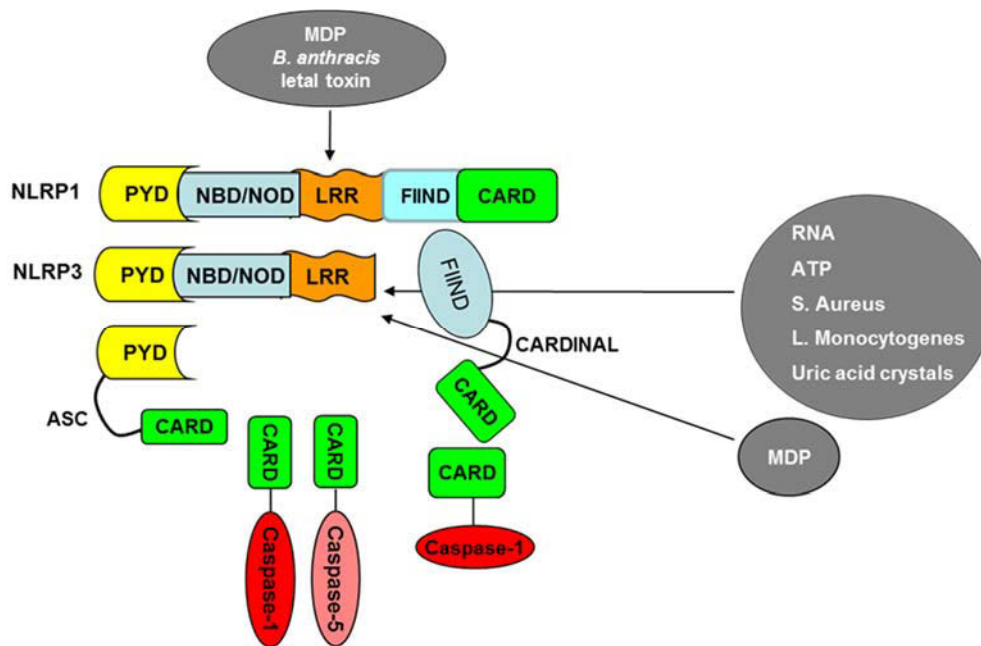 MDP
B. anthracis
letal toxin
NLRP1
PYD
NBD/NOD
LRR
FIIND
CARD
NLRP3
PYD
NBD/NOD
LRR
FIIND
RNA
ATP
S. Aureus
L. Monocytogenes
Uric acid crystals
PYD
CARDINAL
ASC
CARD
CARD
CARD
CARD
CARD
MDP
Caspase-1
Caspase-5
Caspase-1